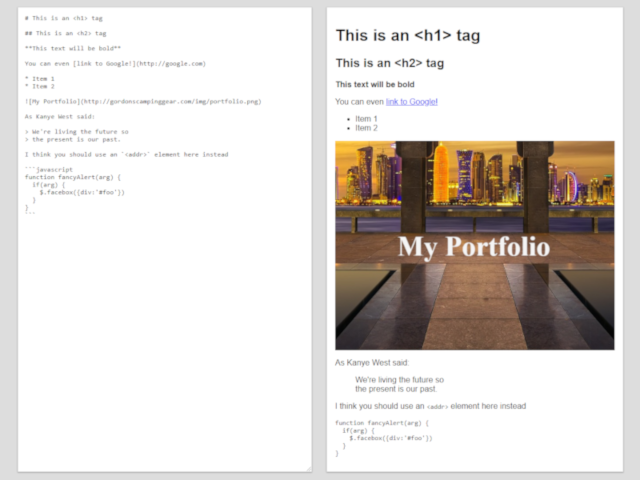 # This is an <h1> tag
## This is an <h2> tag
**This text will be bold**
You can even [link to Google!](http://google.com)
* Item 1
* Item 2
![My Portfolio](http://gordonscampinggear.com/img/portfolio.png)
As Kanye West said:
> We're living the future so
> the present is our past.
I think you should use an `<addr>` element here instead
```javascript
function fancyAlert(arg) {
  if(arg) {
    $.facebox({div:'#foo'})
  }
}
```
This is an <h1> tag
This is an <h2> tag
This text will be bold
You can even link to Google!
• Item 1
• Item 2
My Portfolio
As Kanye West said:
We're living the future so
the present is our past.
I think you should use an <addr> element here instead
function fancyAlert(arg) {
  if(arg) {
    $.facebox({div:'#foo'})
  }
}